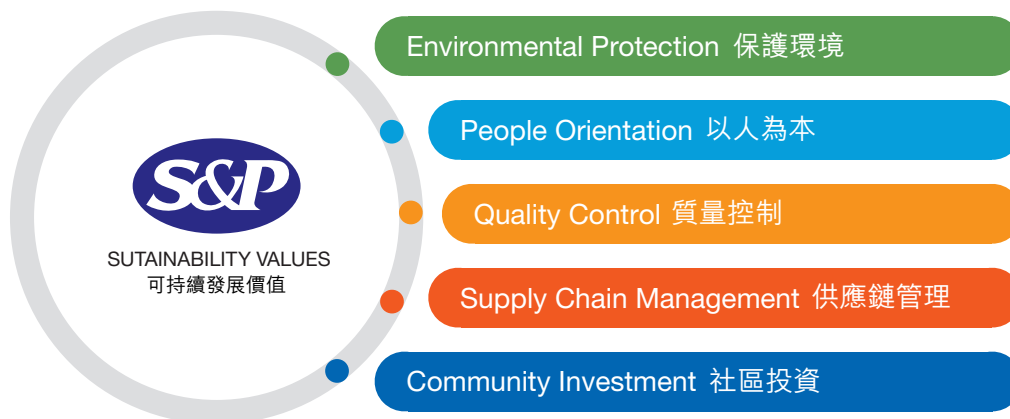 Environmental Protection 保護環境
People Orientation 以人為本
S&P
Quality Control 質量控制
SUTAINABILITY VALUES
可持續發展價值
Supply Chain Management 供應鏈管理
Community Investment 社區投資